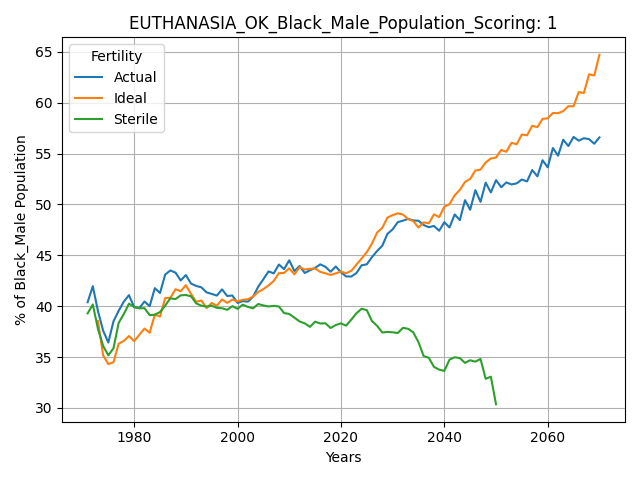 EUTHANASIA_OK_Black_Male_Population_Scoring: 1
Fertility
Actual
Ideal
Sterile
% of Black_Male Population
65
60
55
50
45
40
35
30
1980
2000
2020
2040
2060
Years